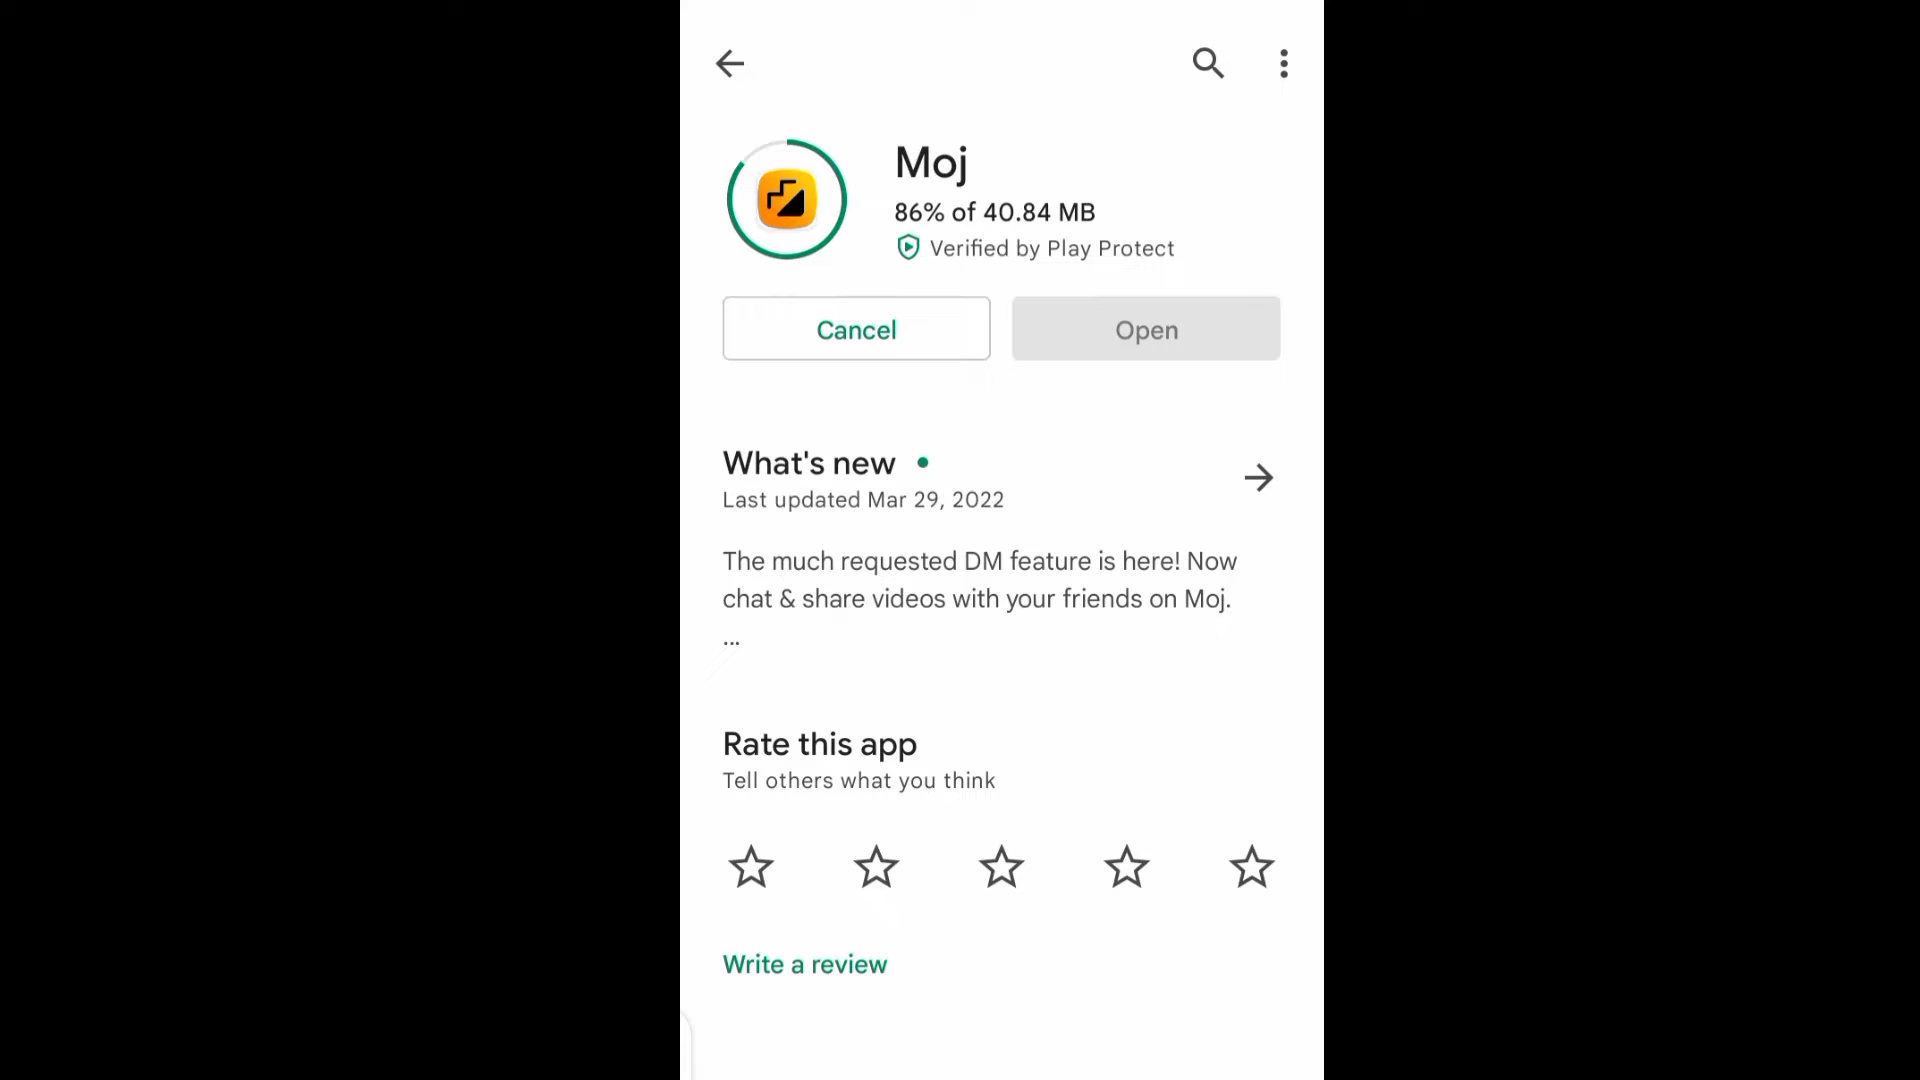 Moj
86% of 40.84 MB
Verified by Play Protect
Cancel
Open
What's new
Last updated Mar 29, 2022
The much requested DM feature is here! Now
chat & share videos with your friends on Moj.
...
Rate this app
Tell others what you think
Write a review